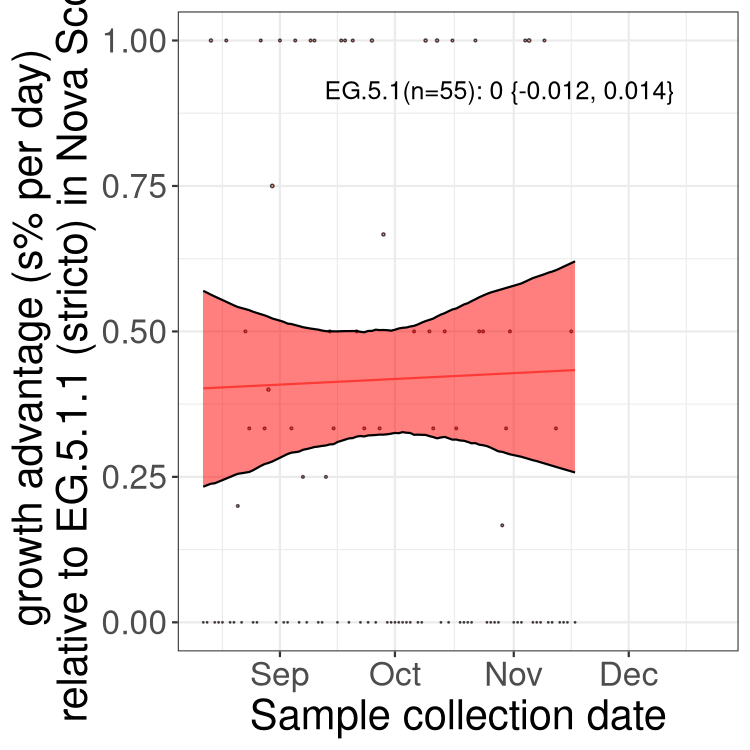 growth advantage (s% per day)
relative to EG.5.1.1 (stricto) in Nova
1.00
0.75
0.50
0.25
0.00
EG.5.1(n=55): 0 {-0.012, 0.014}
Sep Oct Nov Dec
Sample collection date